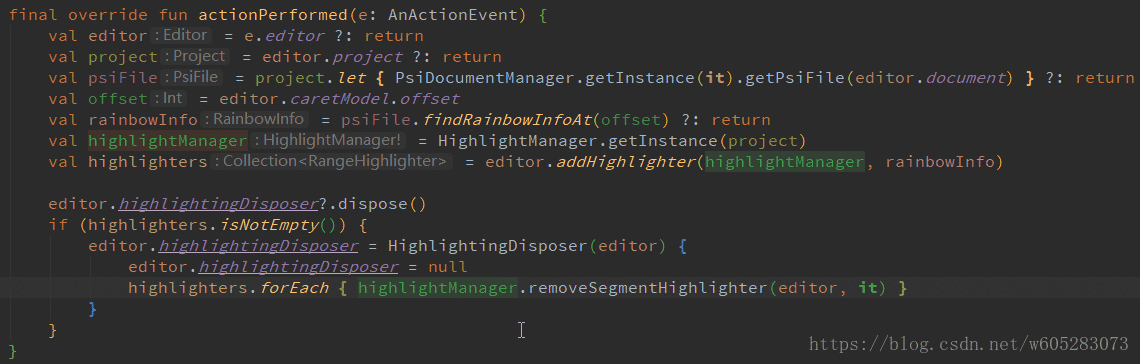 final override fun actionPerformed(e: AnActionEvent) {
val editor : Editor = e.editor ?: return
val project : Project = editor.project ?: return
val psiFile : PsiFile = project.let { PsiDocumentManager.getInstance(it).getPsiFile(editor.document) } ?: return
val offset : Int = editor.caretModel.offset
val rainbowInfo : RainbowInfo = psiFile.findRainbowInfoAt(offset) ?: return
val highlightManager : HighlightManager! = HighlightManager.getInstance(project)
val highlighters : Collection<RangeHighlighter> = editor.addHighlighter(highlightManager, rainbowInfo)
editor.highlightingDisposer?.dispose()
if (highlighters.isNotEmpty()) {
editor.highlightingDisposer = HighlightingDisposer(editor) {
editor.highlightingDisposer = null
highlighters.forEach { highlightManager.removeSegmentHighlighter(editor, it) }
}
}
}
https://blog.csdn.net/w605283073